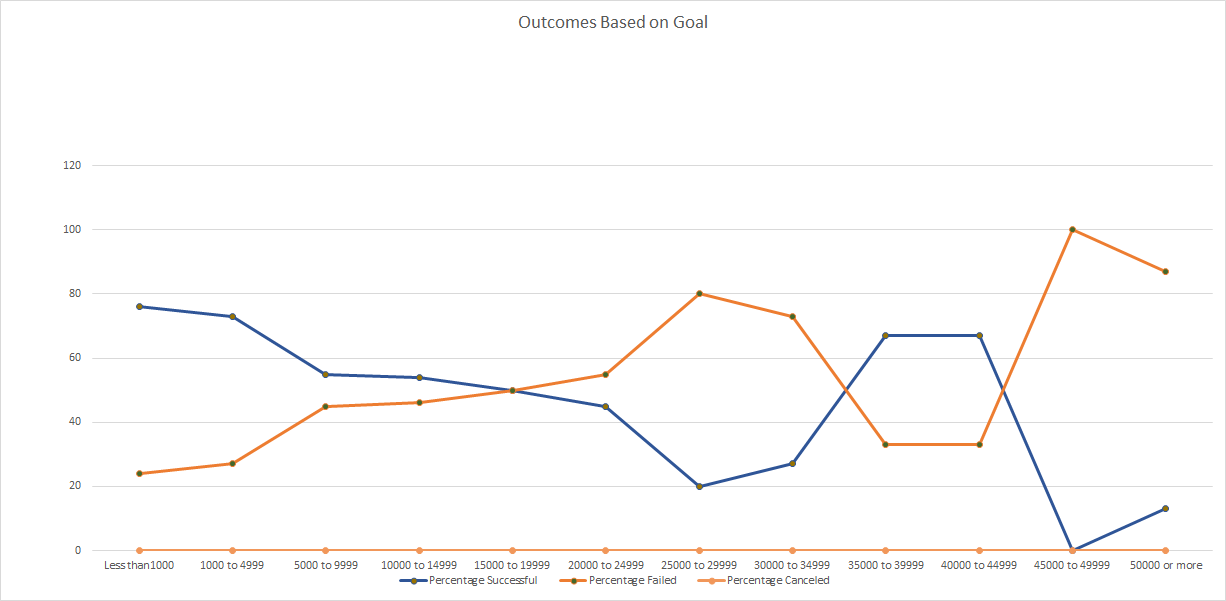 Outcomes Based on Goal
120
100
80
60
40
20
0
Less than1000 1000 to 4999 5000 to 9999 10000 to 14999 15000 to 19999 20000 to 24999 25000 to 29999 30000 to 34999 35000 to 39999 40000 to 44999 45000 to 49999 50000 or more
Percentage Successful Percentage Failed Percentage Canceled